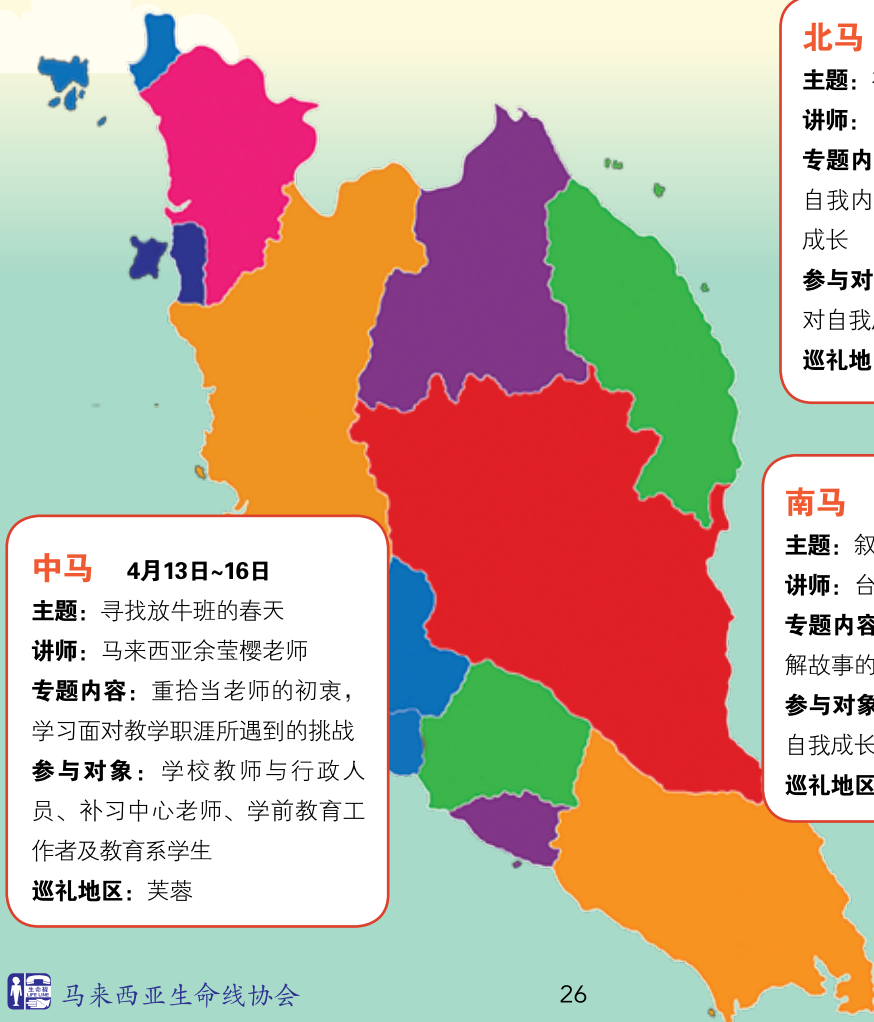 中马 4月13日~16日
主题：寻找放牛班的春天
讲师：马来西亚余莹樱老师
专题内容：重拾当老师的初衷，
学习面对教学职涯所遇到的挑战
参与对象：学校教师与行政人
员、补习中心老师、学前教育工
作者及教育系学生
巡礼地区：芙蓉
北马
主题：
讲师：
专题内
自我内
成长
参与对
对自我
巡礼地
南马
主题：叙
讲师：台
专题内容
解故事的
参与对象
自我成长
巡礼地区
生命線
LIFE LINE
马来西亚生命线协会
26